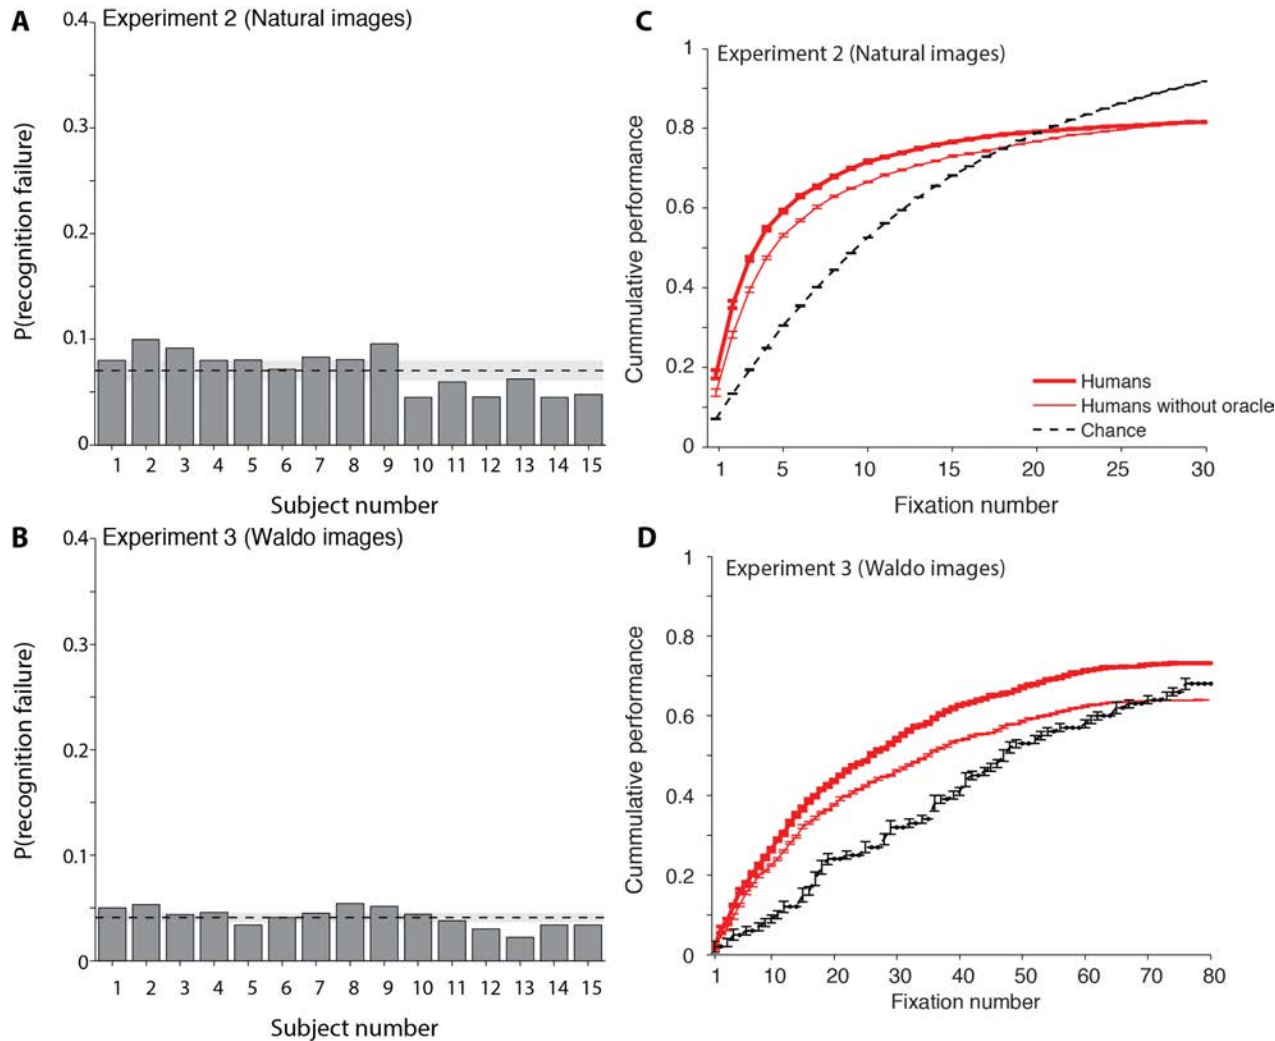 A
Experiment 2 (Natural images)
P(recognition failure)
0.4
0.3
0.2
0.1
0
1 2 3 4 5 6 7 8 9 10 11 12 13 14 15
Subject number
B
Experiment 3 (Waldo images)
P(recognition failure)
0.4
0.3
0.2
0.1
0
1 2 3 4 5 6 7 8 9 10 11 12 13 14 15
Subject number
C
Experiment 2 (Natural images)
Cummulative performance
1
0.8
0.6
0.4
0.2
0
Humans
Humans without oracle
Chance
1 5 10 15 20 25 30
Fixation number
D
Experiment 3 (Waldo images)
Cummulative performance
1
0.8
0.6
0.4
0.2
0
1 10 20 30 40 50 60 70 80
Fixation number